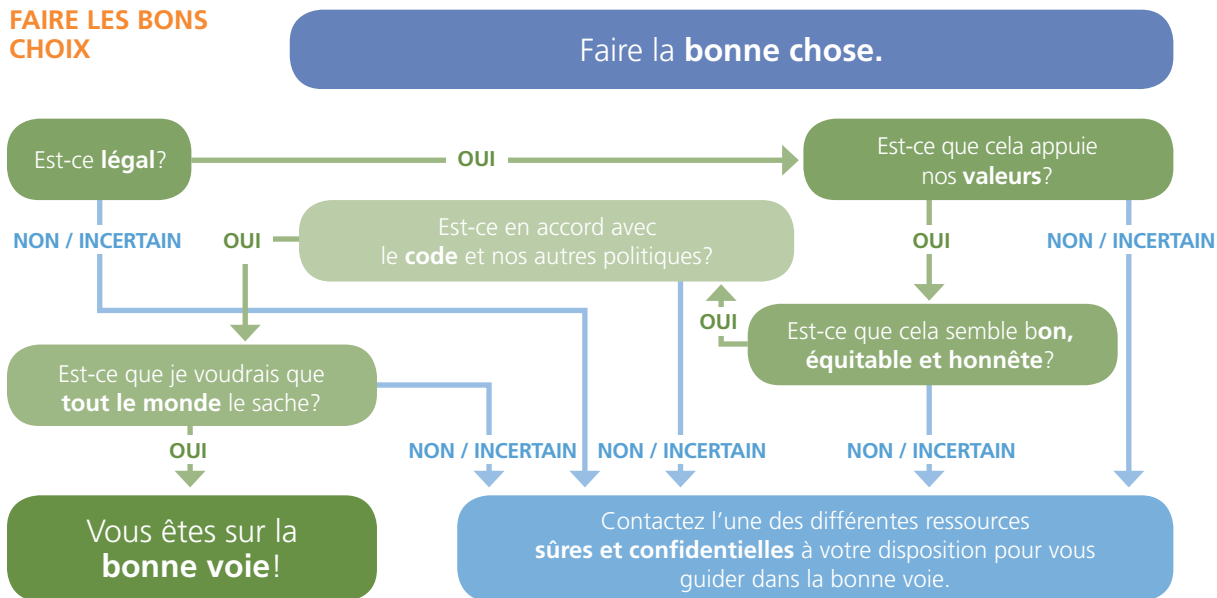 FAIRE LES BONS
CHOIX
Faire la bonne chose.
Est-ce légal?
OUI
Est-ce que cela appuie
nos valeurs?
NON / INCERTAIN
OUI
Est-ce en accord avec
le code et nos autres politiques?
OUI
NON / INCERTAIN
OUI
Est-ce que cela semble bon,
équitable et honnête?
Est-ce que je voudrais que
tout le monde le sache?
OUI
NON / INCERTAIN
NON / INCERTAIN
NON / INCERTAIN
Vous êtes sur la
bonne voie!
Contactez l’une des différentes ressources
sûres et confidentielles à votre disposition pour vous
guider dans la bonne voie.